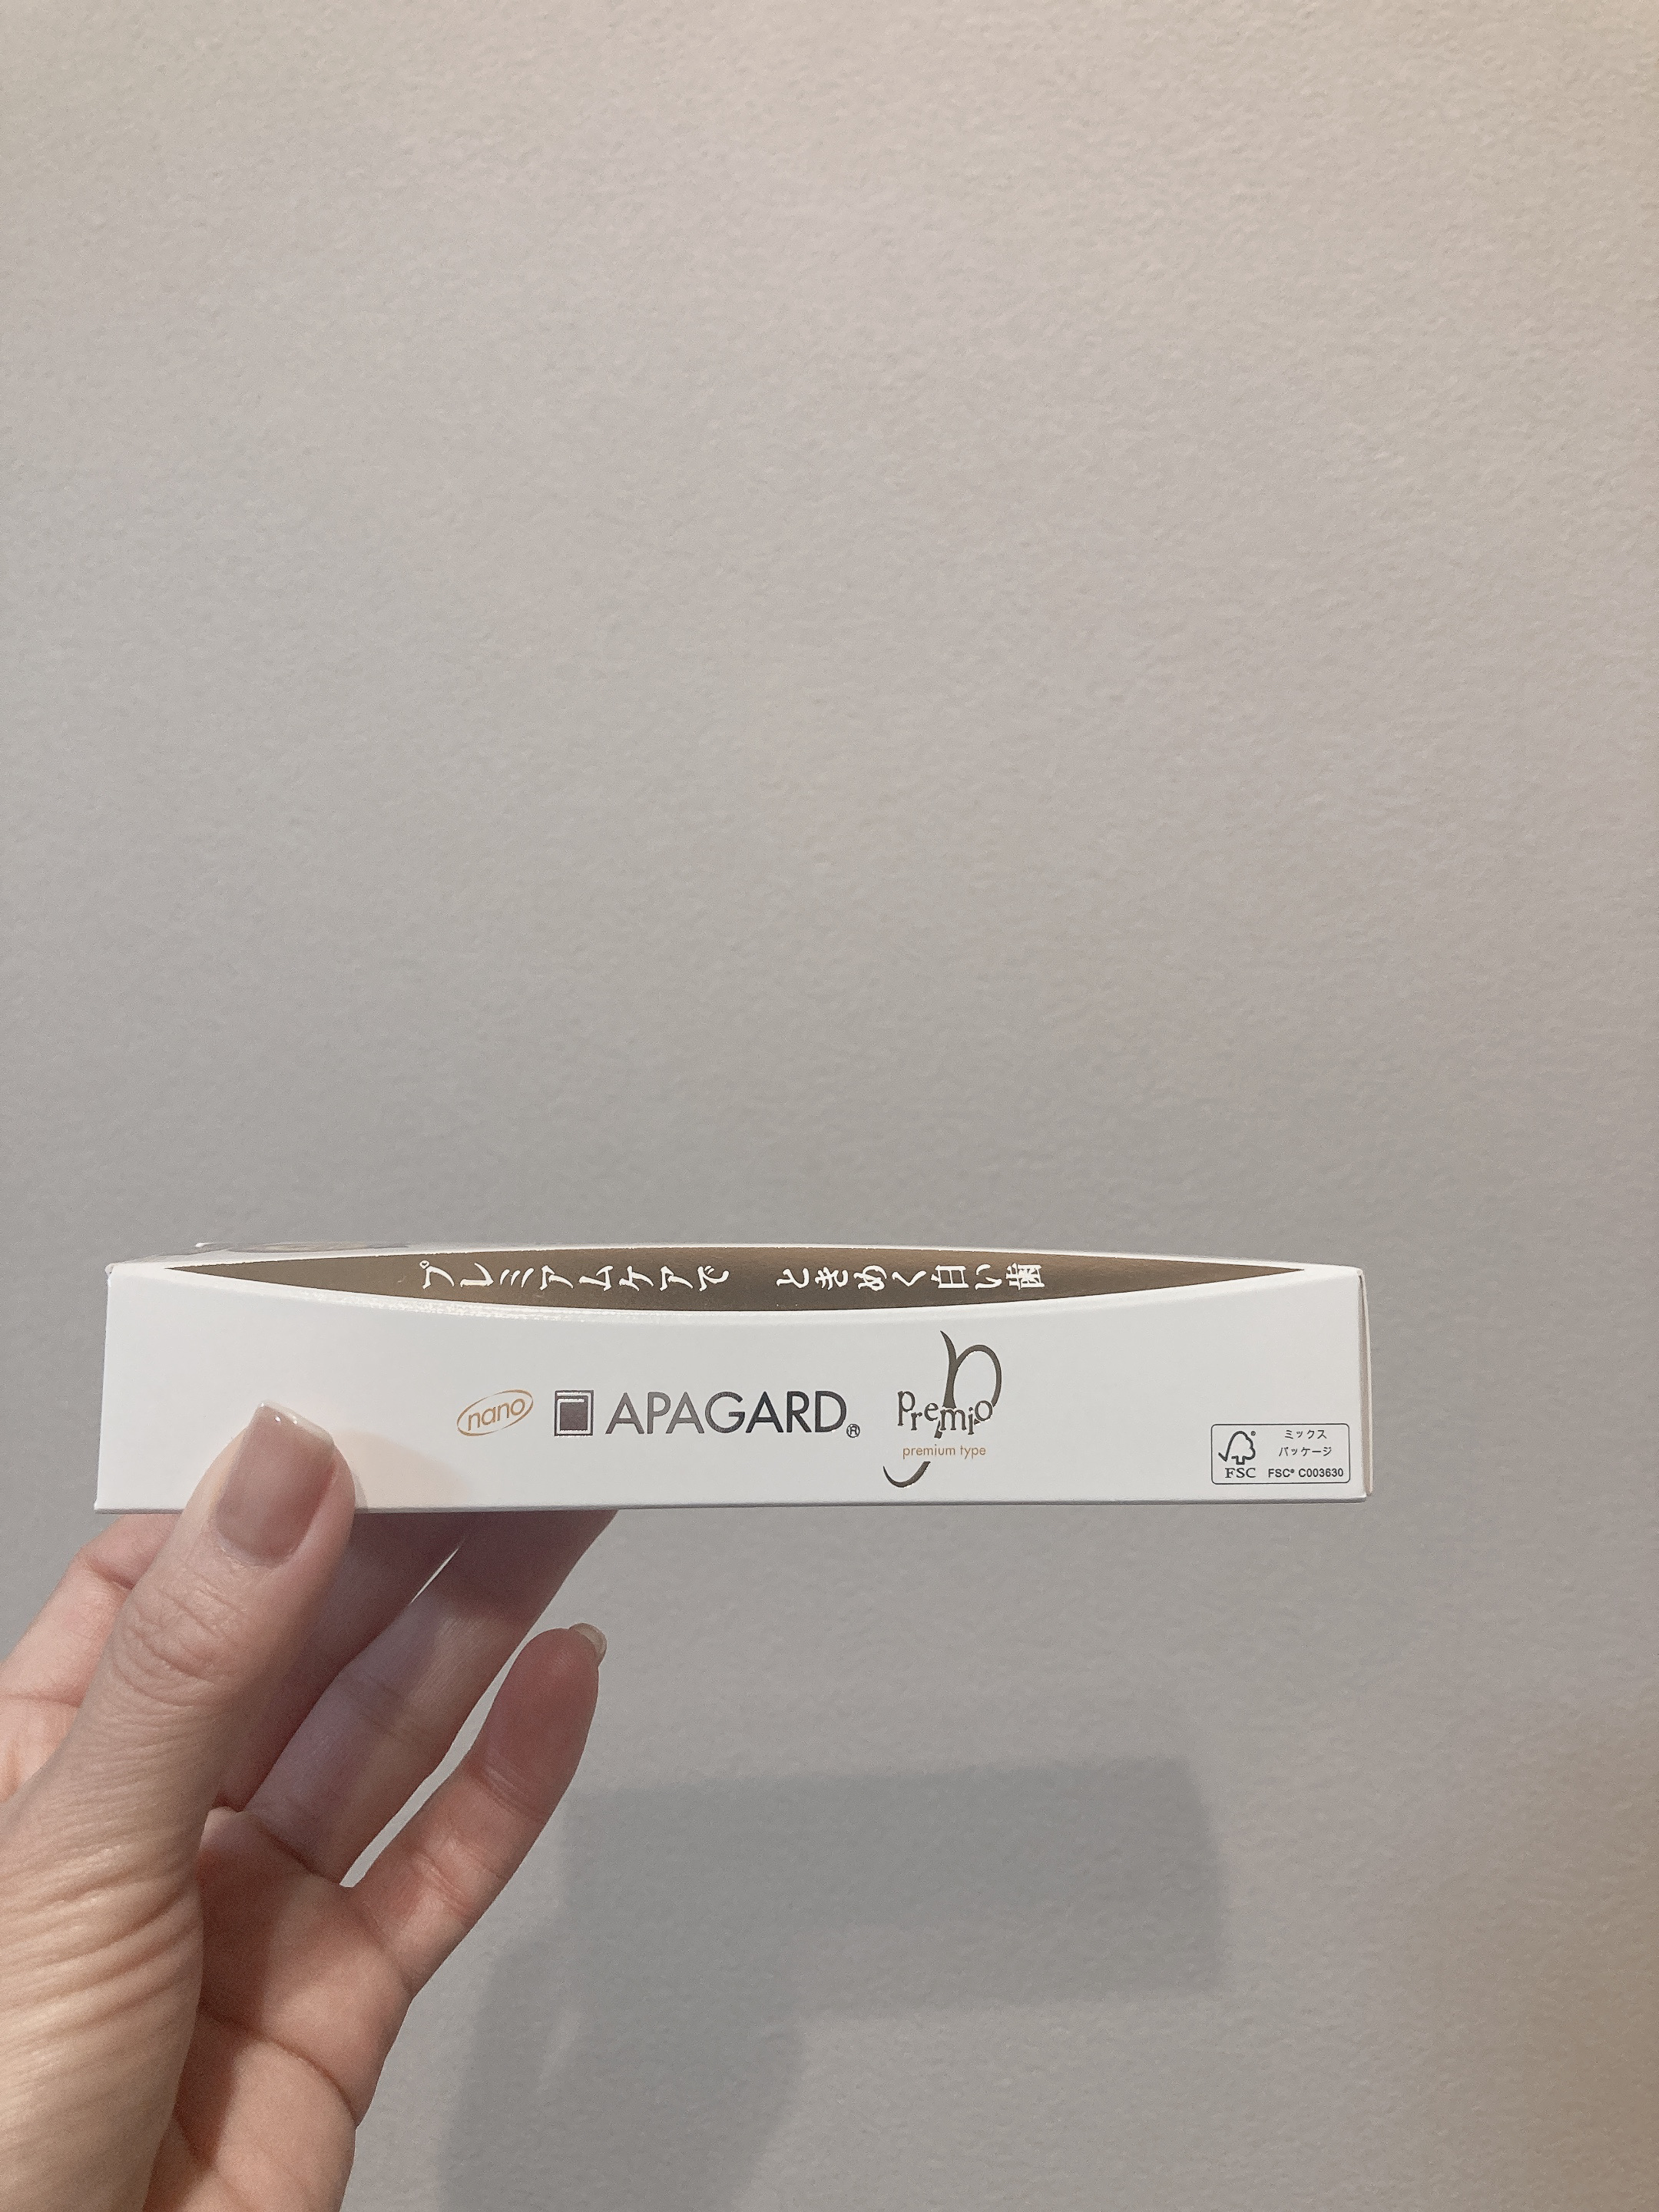 プレミアムケアで ときめく白い歯
nano APAGARD® Premio
premium type
ミックス
パッケージ
FSC FSC® C003630